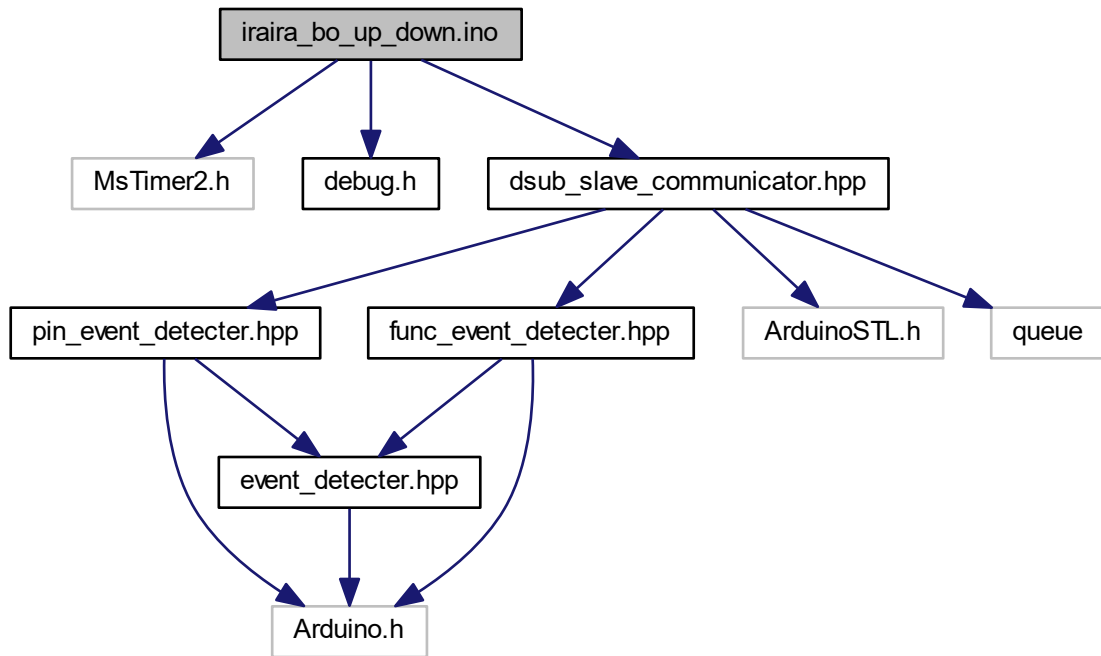 iraira_bo_up_down.ino
MsTimer2.h
debug.h
dsub_slave_communicator.hpp
pin_event_detecter.hpp
func_event_detecter.hpp
ArduinoSTL.h
queue
event_detecter.hpp
Arduino.h